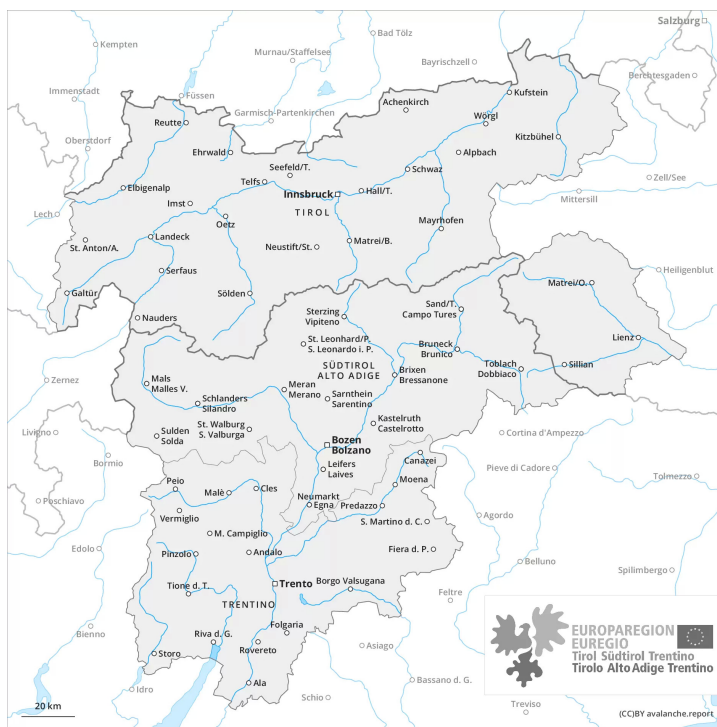 Salzburg
Bad Tölz
Kempten
Murnau/Staffelsee
Bayrischzell
Berchtesgaden
Immenstadt
Füssen
Kufstein
Achenkirch
Garmisch-Partenkirchen
Wörgl
Reutte
Oberstdorf
Kitzbühel
Ehrwald
Alpbach
Seefeld/T.
Schwaz
Telfs
Zell/See
Elbigenalp
Innsbruck
Hall/T.
Mittersill
Imst
TIROL
Lech
Oetz
Mayrhofen
Landeck
St. Anton/A.
Neustift/St.
Matrei/B.
Serfaus
Heiligenblut
Matrei/O.
Galtür
Sölden
Sand/T.
Campo Tures
Sterzing
Vipiteno
Nauders
Lienz
St. Leonhard/P.
S. Leonardo i. P.
Bruneck
Brunico
Toblach
Dobbiaco
Sillian
SÜDTIROL
ALTO ADIGE
Brixen
Bressanone
Zernez
Mals
Malles V.
Meran
Merano
Sarnthein
Sarentino
Schlanders
Silandro
Kastelruth
Castelrotto
St. Walburg
S. Valburga
Sulden
Solda
Livigno
Cortina d'Ampezzo
Bozen
Bolzano
Bormio
Canazei
Leifers
Laives
Pieve di Cadore
Tolmezzo
Peio
Malè
Cles
Moena
Poschiavo
Neumarkt
Egna
Predazzo
Vermiglio
Agordo
S. Martino d. C.
M. Campiglio
Edolo
Pinzolo
Andalo
Fiera d. P.
Belluno
Spilimbergo
Tione d. T.
Trento
Borgo Valsugana
Feltre
TRENTINO
Folgaria
Bienno
Riva d. G.
Rovereto
Asiago
Storo
Bassano d. G.
Ala
Idro
Schio
Treviso
EUROPAREGION
EUREGIO
Tirol Südtirol Trentino
Tirolo Alto Adige Trentino
20 km
(CC)BY avalanche.report